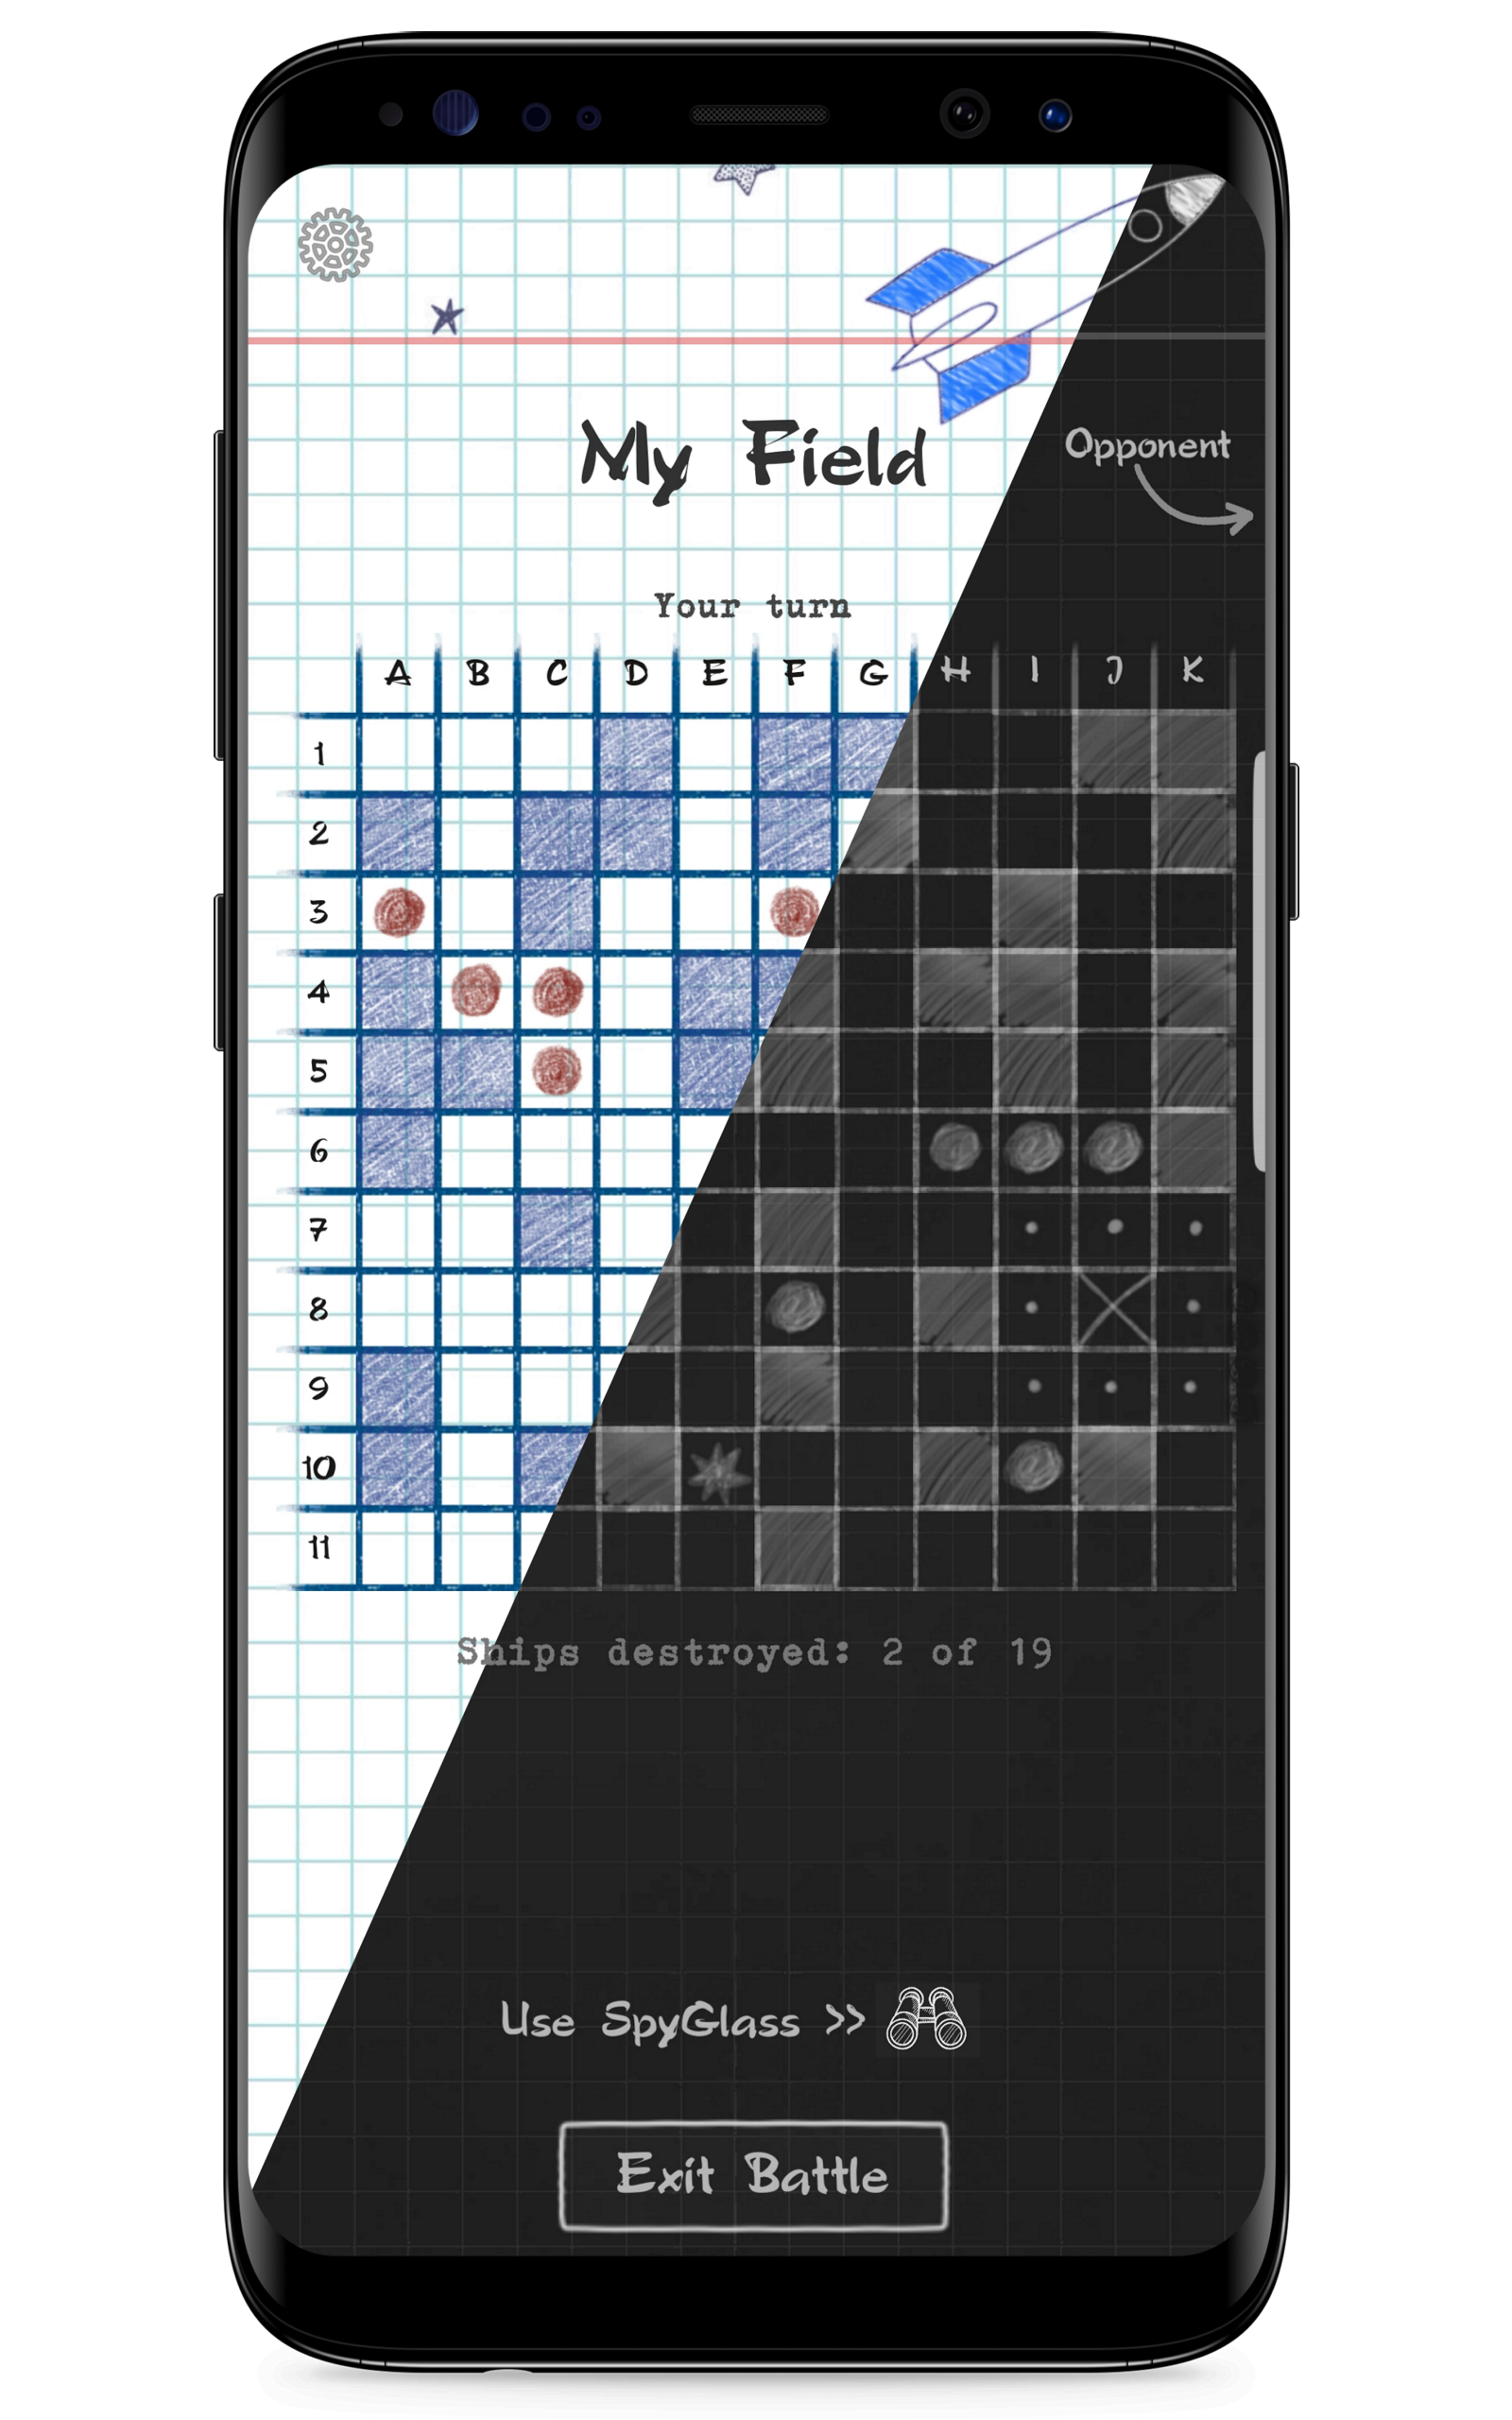 My Field
Opponent
Your turn
A B C D E F G H I J K
1
2
3
4
5
6
7
8
9
10
11
Ships destroyed: 2 of 19
Use SpyGlass >>
Exit Battle